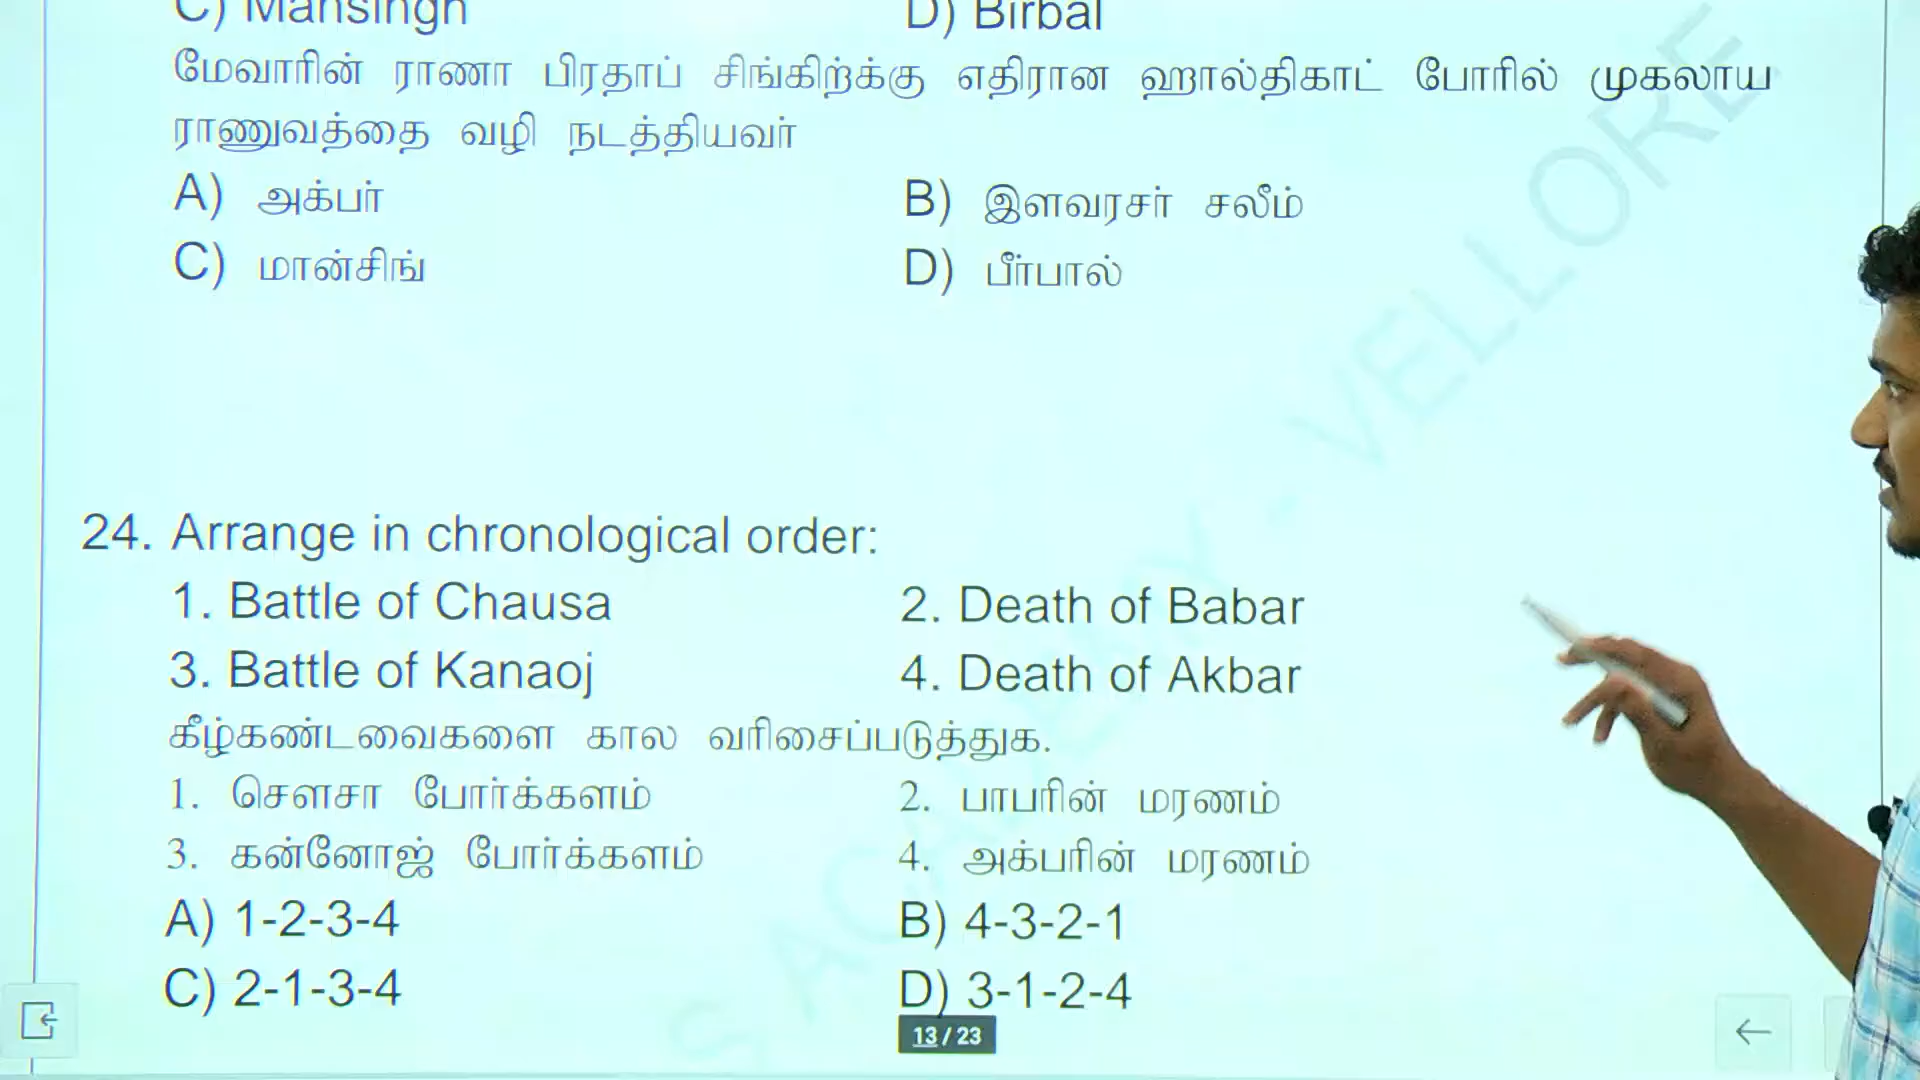 C) Mansingh D) Birbal
மேவாரின் ராணா பிரதாப் சிங்கிற்க்கு எதிரான ஹால்திகாட் போரில் முகலாய
ராணுவத்தை வழி நடத்தியவர்
A) அக்பர் B) இளவரசர் சலீம்
C) மான்சிங் D) பீர்பால்
24. Arrange in chronological order:
1. Battle of Chausa 2. Death of Babar
3. Battle of Kanaoj 4. Death of Akbar
கீழ்கண்டவைகளை கால வரிசைப்படுத்துக.
1. சௌசா போர்க்களம் 2. பாபரின் மரணம்
3. கன்னோஜ் போர்க்களம் 4. அக்பரின் மரணம்
A) 1-2-3-4 B) 4-3-2-1
C) 2-1-3-4 D) 3-1-2-4
13 / 23
S ACADEMY - VELLORE